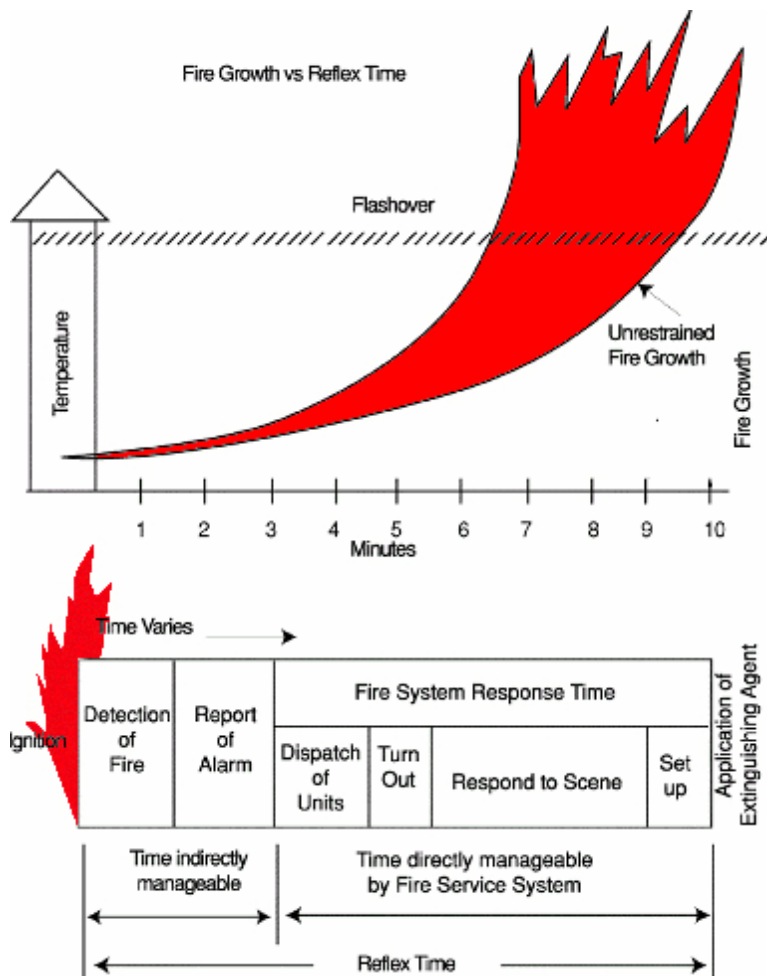 Fire Growth vs Reflex Time
Flashover
Temperature
Unrestrained
Fire Growth
Fire Growth
1 2 3 4 5 6 7 8 9 10
Minutes
Time Varies
Ignition
Detection
of
Fire
Report
of
Alarm
Fire System Response Time
Dispatch
of
Units
Turn
Out
Respond to Scene
Set
up
Application of
Extinguishing Agent
Time indirectly
manageable
Time directly manageable
by Fire Service System
Reflex Time